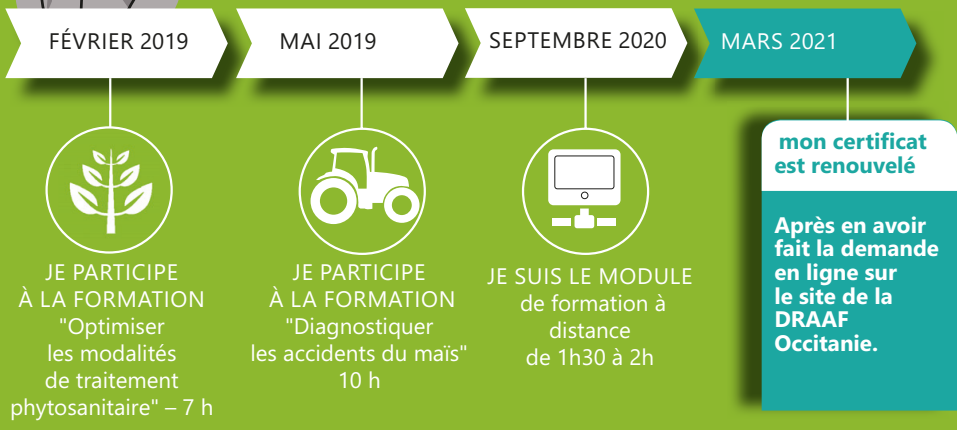 FÉVRIER 2019
MAI 2019
SEPTEMBRE 2020
MARS 2021
JE PARTICIPE
À LA FORMATION
"Optimiser
les modalités
de traitement
phytosanitaire" – 7 h
JE PARTICIPE
À LA FORMATION
"Diagnostiquer
les accidents du maïs"
10 h
JE SUIS LE MODULE
de formation à
distance
de 1h30 à 2h
mon certificat
est renouvelé
Après en avoir
fait la demande
en ligne sur
le site de la
DRAAF
Occitanie.